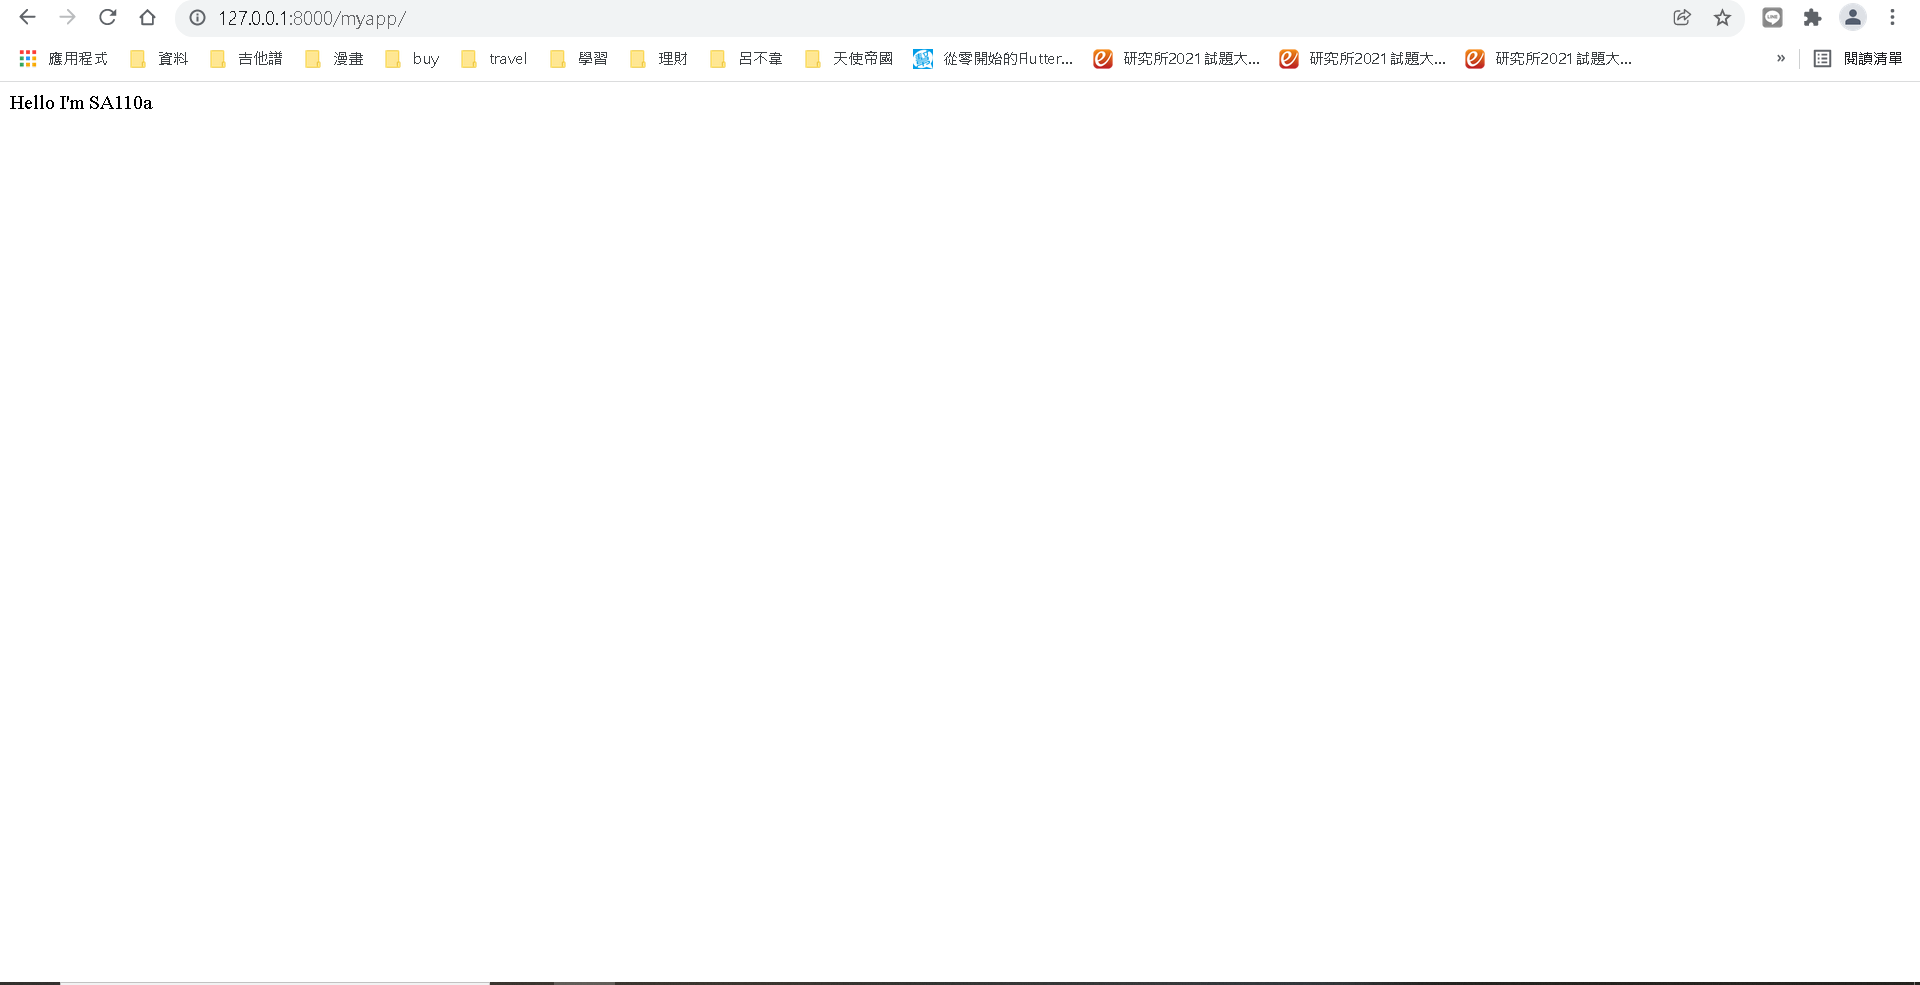 127.0.0.1:8000/myapp/
應用程式 資料 吉他譜 漫畫 buy travel 學習 理財 呂不韋 天使帝國 從零開始的Flutter... 研究所2021試題大... 研究所2021試題大... 研究所2021試題大... » 閱讀清單
Hello I'm SA110a